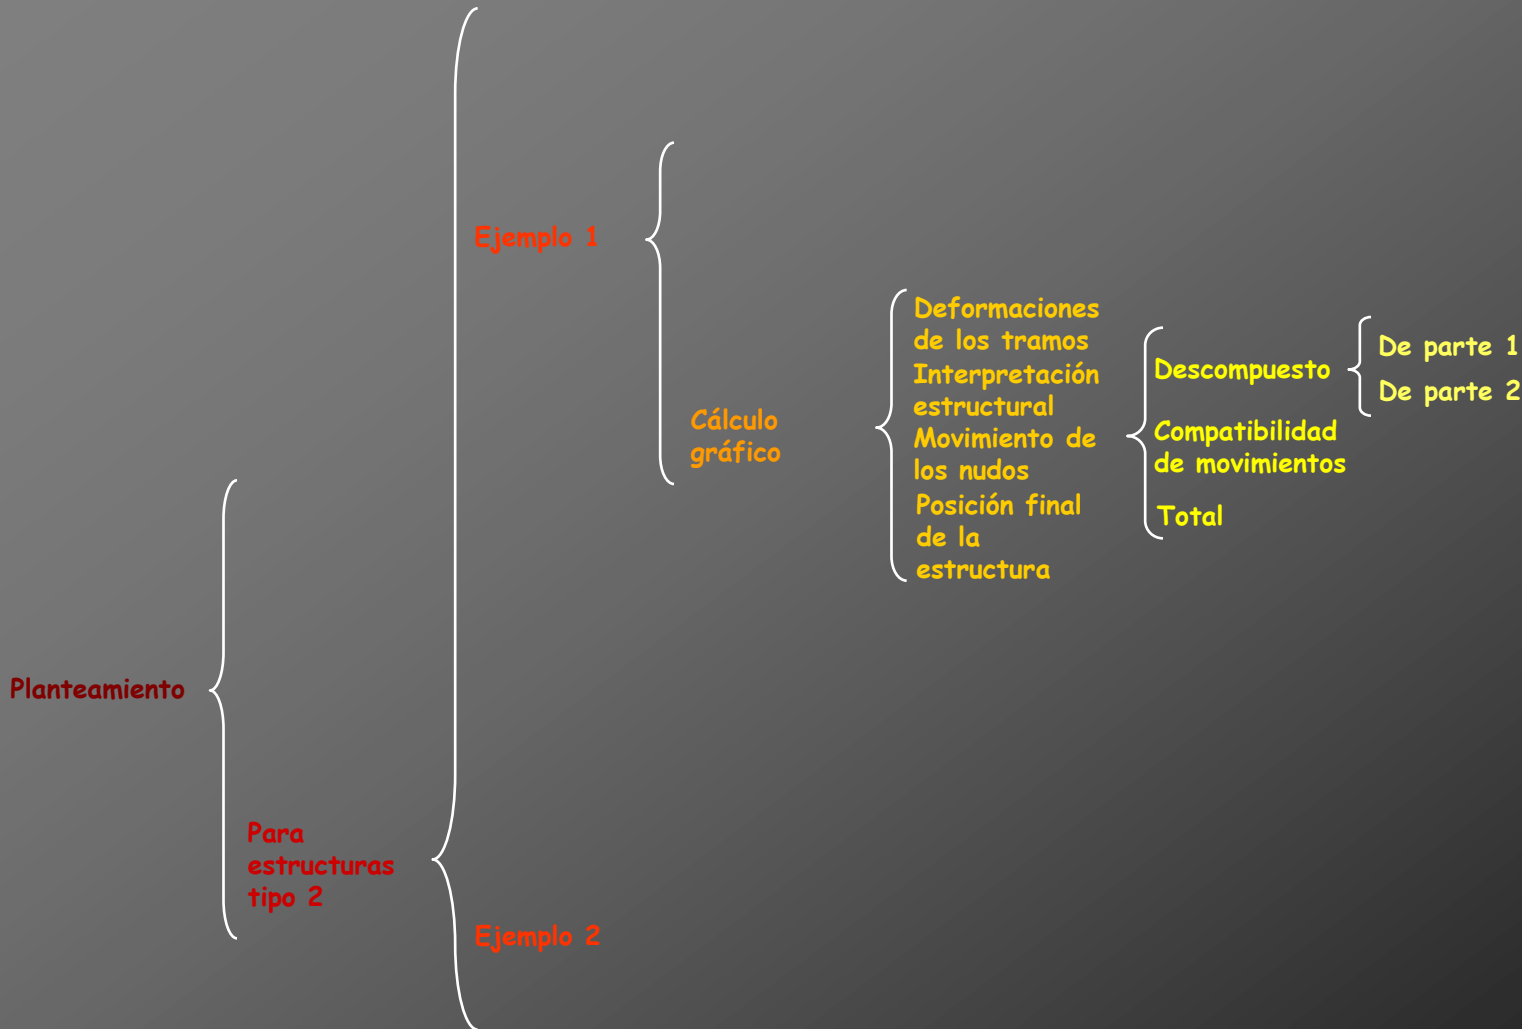 Planteamiento
Para
estructuras
tipo 2
Ejemplo 1
Cálculo
gráfico
Deformaciones
de los tramos
Interpretación
estructural
Movimiento de
los nudos
Posición final
de la
estructura
Descompuesto
De parte 1
De parte 2
Compatibilidad
de movimientos
Total
Ejemplo 2